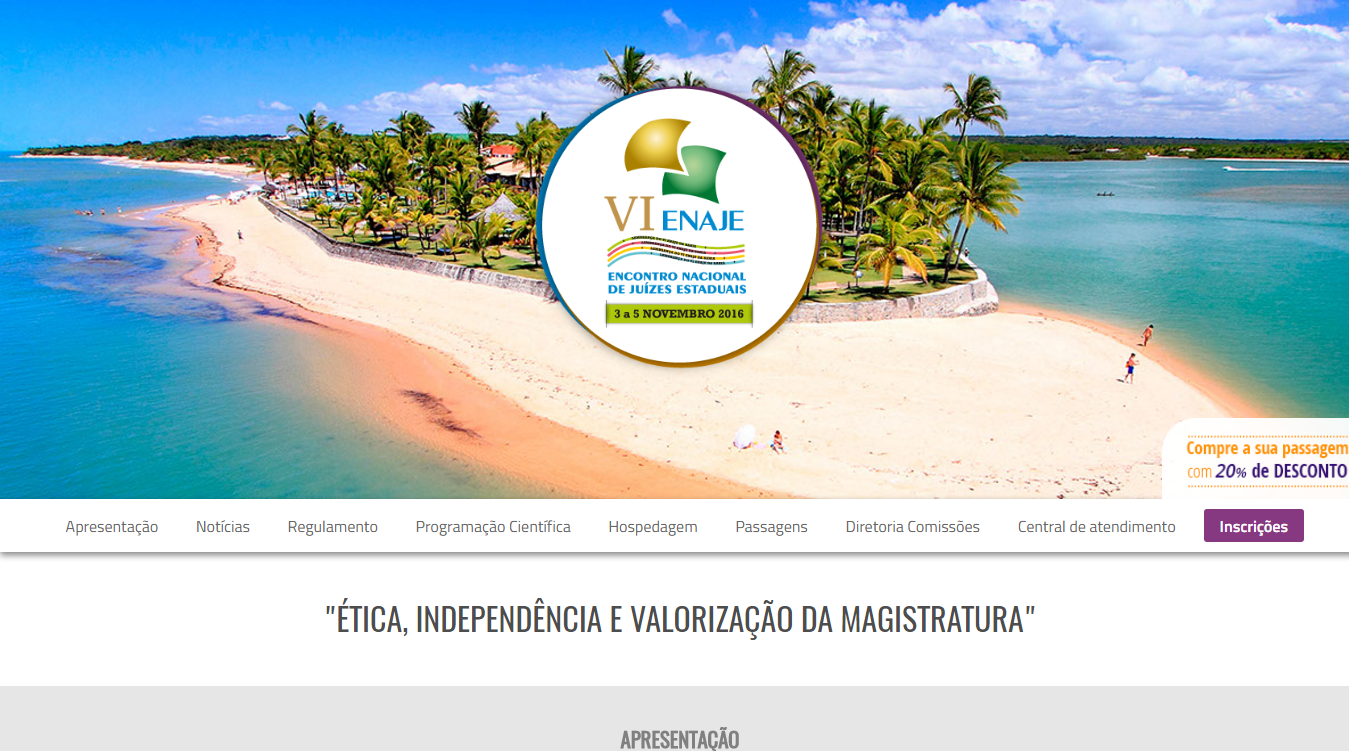 VI ENAJE
ENCONTRO NACIONAL
DE JUÍZES ESTADUAIS
3 a 5 NOVEMBRO 2016
Compre a sua passagem
com 20% de DESCONTO
Apresentação Notícias Regulamento Programação Científica Hospedagem Passagens Diretoria Comissões Central de atendimento Inscrições
"ÉTICA, INDEPENDÊNCIA E VALORIZAÇÃO DA MAGISTRATURA"
APRESENTAÇÃO